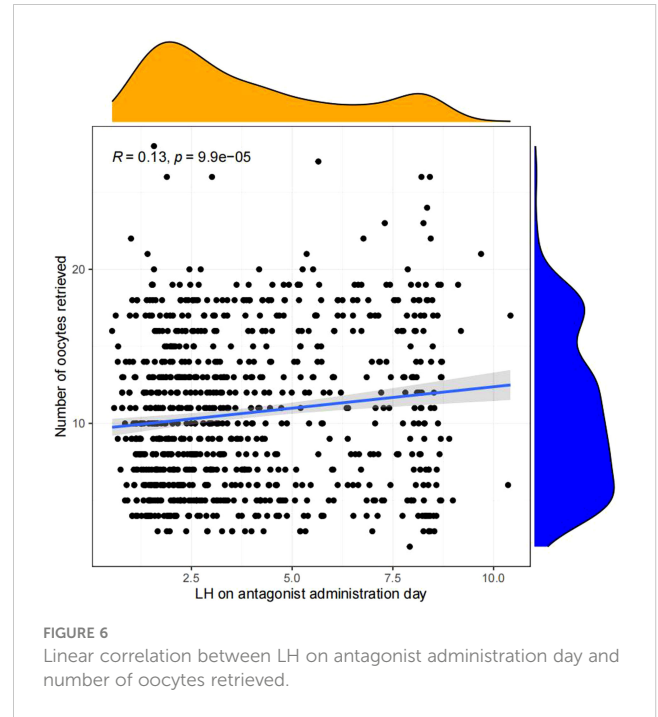 R = 0.13, p = 9.9e−05
Number of oocytes retrieved
20
10
2.5 5.0 7.5 10.0
LH on antagonist administration day
FIGURE 6
Linear correlation between LH on antagonist administration day and
number of oocytes retrieved.